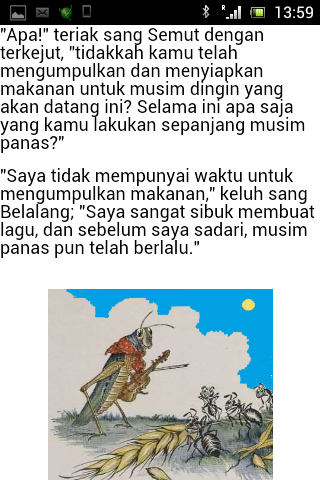 13:59
"Apa!" teriak sang Semut dengan
terkejut, "tidakkah kamu telah
mengumpulkan dan menyiapkan
makanan untuk musim dingin yang
akan datang ini? Selama ini apa saja
yang kamu lakukan sepanjang musim
panas?"
"Saya tidak mempunyai waktu untuk
mengumpulkan makanan," keluh sang
Belalang; "Saya sangat sibuk membuat
lagu, dan sebelum saya sadari, musim
panas pun telah berlalu."